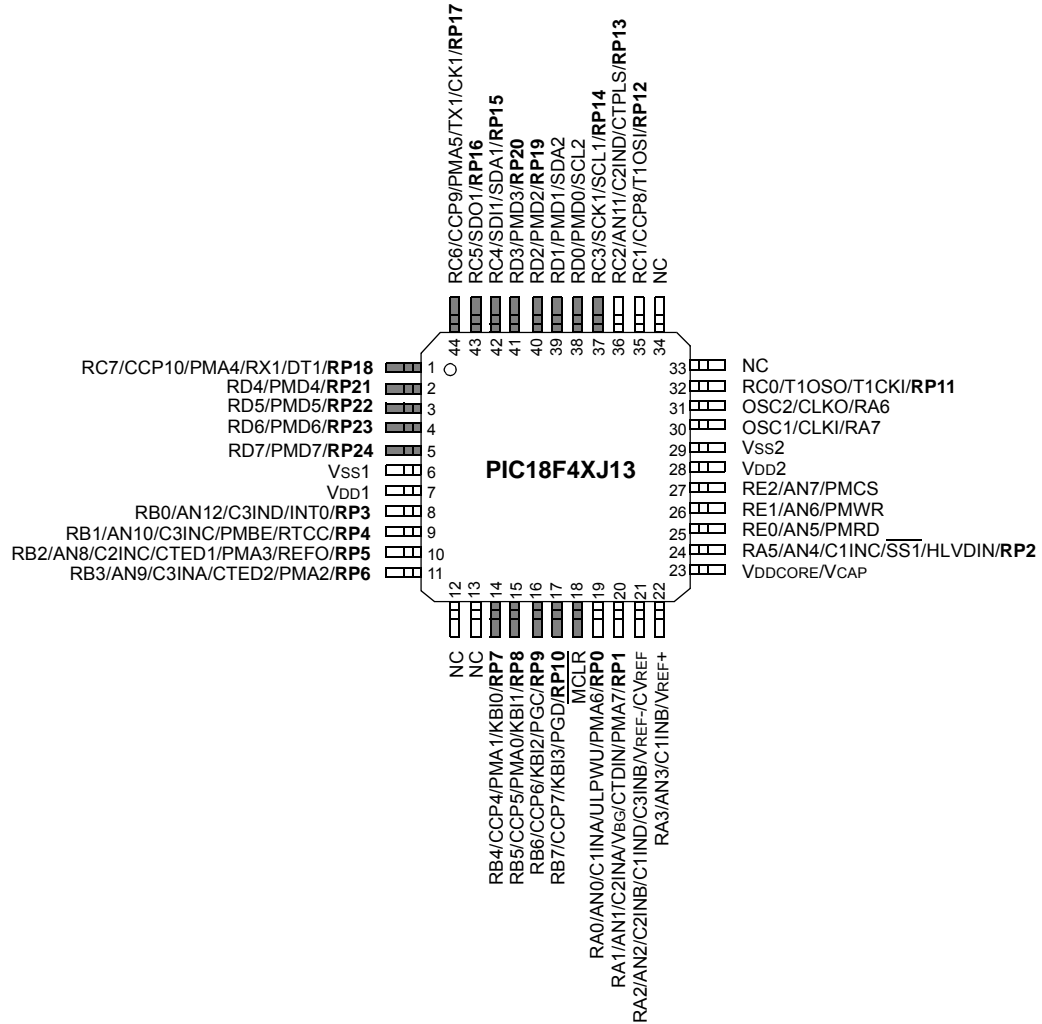 RC6/CCP9/PMA5/TX1/CK1/RP17
RC5/SDO1/RP16
RC4/SDI1/SDA1/RP15
RD3/PMD3/RP20
RD2/PMD2/RP19
RD1/PMD1/SDA2
RD0/PMD0/SCL2
RC3/SCK1/SCL1/RP14
RC2/AN11/C2IND/CTPLS/RP13
RC1/CCP8/T1OSI/RP12
NC
44
43
42
41
40
39
38
37
36
35
34
RC7/CCP10/PMA4/RX1/DT1/RP18 1
RD4/PMD4/RP21 2
RD5/PMD5/RP22 3
RD6/PMD6/RP23 4
RD7/PMD7/RP24 5
VSS1 6
VDD1 7
RB0/AN12/C3IND/INT0/RP3 8
RB1/AN10/C3INC/PMBE/RTCC/RP4 9
RB2/AN8/C2INC/CTED1/PMA3/REFO/RP5 10
RB3/AN9/C3INA/CTED2/PMA2/RP6 11
PIC18F4XJ13
33 NC
32 RC0/T1OSO/T1CKI/RP11
31 OSC2/CLKO/RA6
30 OSC1/CLKI/RA7
29 VSS2
28 VDD2
27 RE2/AN7/PMCS
26 RE1/AN6/PMWR
25 RE0/AN5/PMRD
24 RA5/AN4/C1INC/SS1/HLVDIN/RP2
23 VDDCORE/VCAP
12
13
14
15
16
17
18
19
20
21
22
NC
NC
RB4/CCP4/PMA1/KBI0/RP7
RB5/CCP5/PMA0/KBI1/RP8
RB6/CCP6/KBI2/PGC/RP9
RB7/CCP7/KBI3/PGD/RP10
MCLR
RA0/AN0/C1INA/ULPWU/PMA6/RP0
RA1/AN1/C2INA/VBG/CTDIN/PMA7/RP1
RA2/AN2/C2INB/C1IND/C3INB/VREF-/CVREF
RA3/AN3/C1INB/VREF+